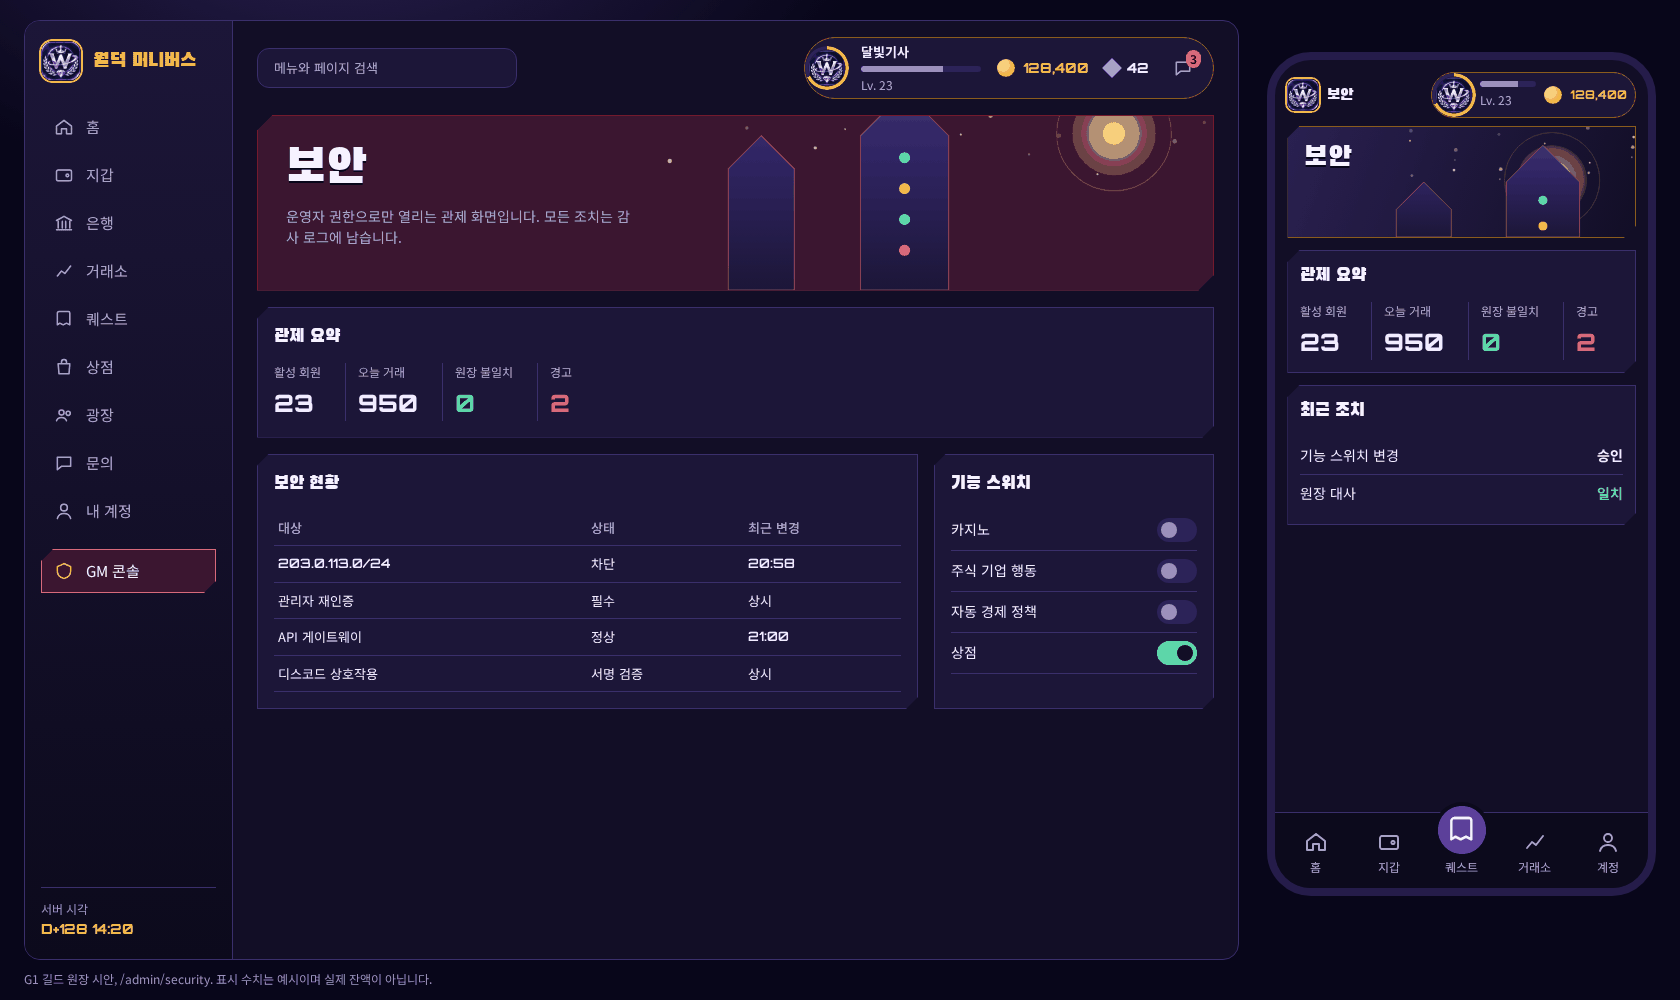 원덕 머니버스
홈
지갑
은행
거래소
퀘스트
상점
광장
문의
내 계정
GM 콘솔
서버 시각
D+128 14:20
메뉴와 페이지 검색
달빛기사
Lv. 23
128,400
42
3
보안
운영자 권한으로만 열리는 관제 화면입니다. 모든 조치는 감
사 로그에 남습니다.
관제 요약
활성 회원
오늘 거래
원장 불일치
경고
23
950
0
2
보안 현황
대상 상태 최근 변경
203.0.113.0/24 차단 20:58
관리자 재인증 필수 상시
API 게이트웨이 정상 21:00
디스코드 상호작용 서명 검증 상시
기능 스위치
카지노
주식 기업 행동
자동 경제 정책
상점
W
보안
Lv. 23
128,400
보안
관제 요약
활성 회원
오늘 거래
원장 불일치
경고
23
950
0
2
최근 조치
기능 스위치 변경 승인
원장 대사 일치
홈
지갑
퀘스트
거래소
계정
G1 길드 원장 시안, /admin/security. 표시 수치는 예시이며 실제 잔액이 아닙니다.